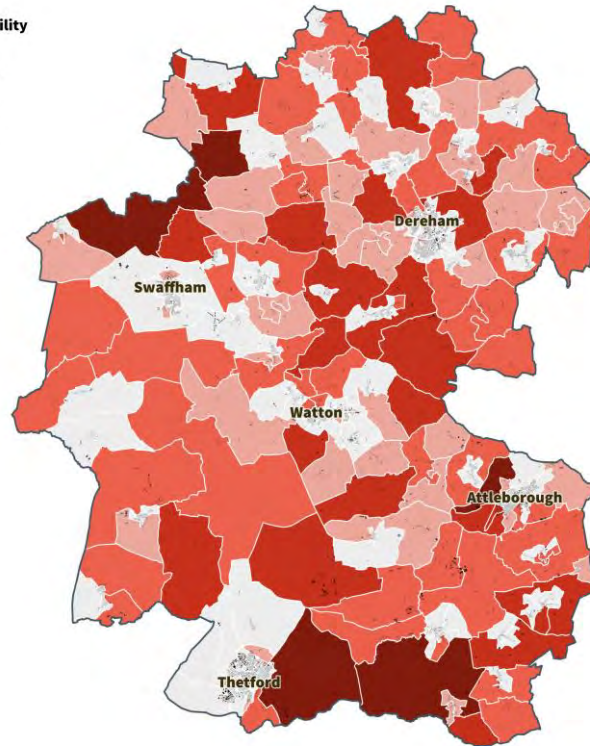 ility
Dereham
Swaffham
Watton
Attleborough
Thetford